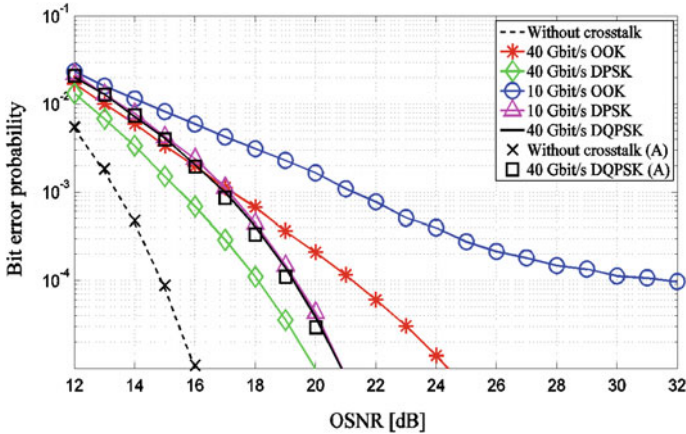 10-1
10-2
10-3
10-4
Bit error probability
Without crosstalk
40 Gbit/s OOK
40 Gbit/s DPSK
10 Gbit/s OOK
10 Gbit/s DPSK
40 Gbit/s DQPSK
Without crosstalk (A)
40 Gbit/s DQPSK (A)
12 14 16 18 20 22 24 26 28 30 32
OSNR [dB]